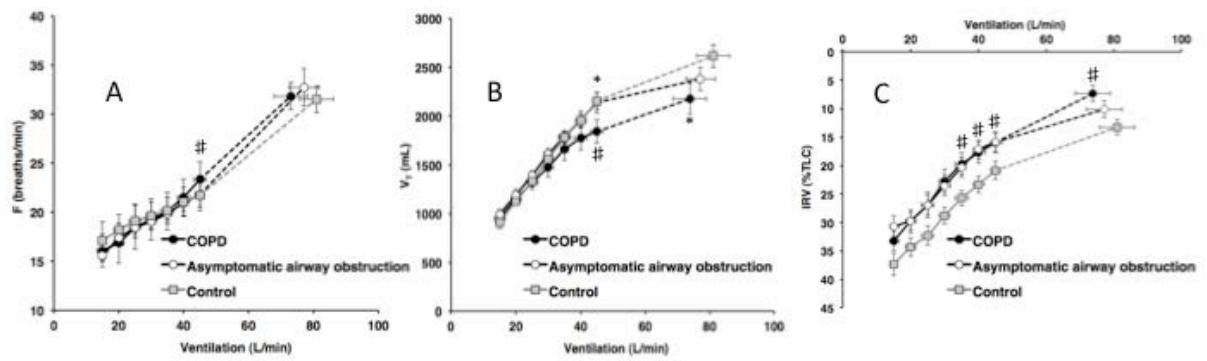 40
35
30
25
20
15
10
F (breaths/min)
A
#
COPD
Asymptomatic airway obstruction
Control
0 20 40 60 80 100
Ventilation (L/min)
3000
2500
2000
1500
1000
500
0
VT (mL)
B
*
#
*
COPD
Asymptomatic airway obstruction
Control
0 20 40 60 80 100
Ventilation (L/min)
Ventilation (L/min)
0 20 40 60 80 100
0
5
10
15
20
25
30
35
40
45
IRV (%TLC)
C
#
# # #
COPD
Asymptomatic airway obstruction
Control